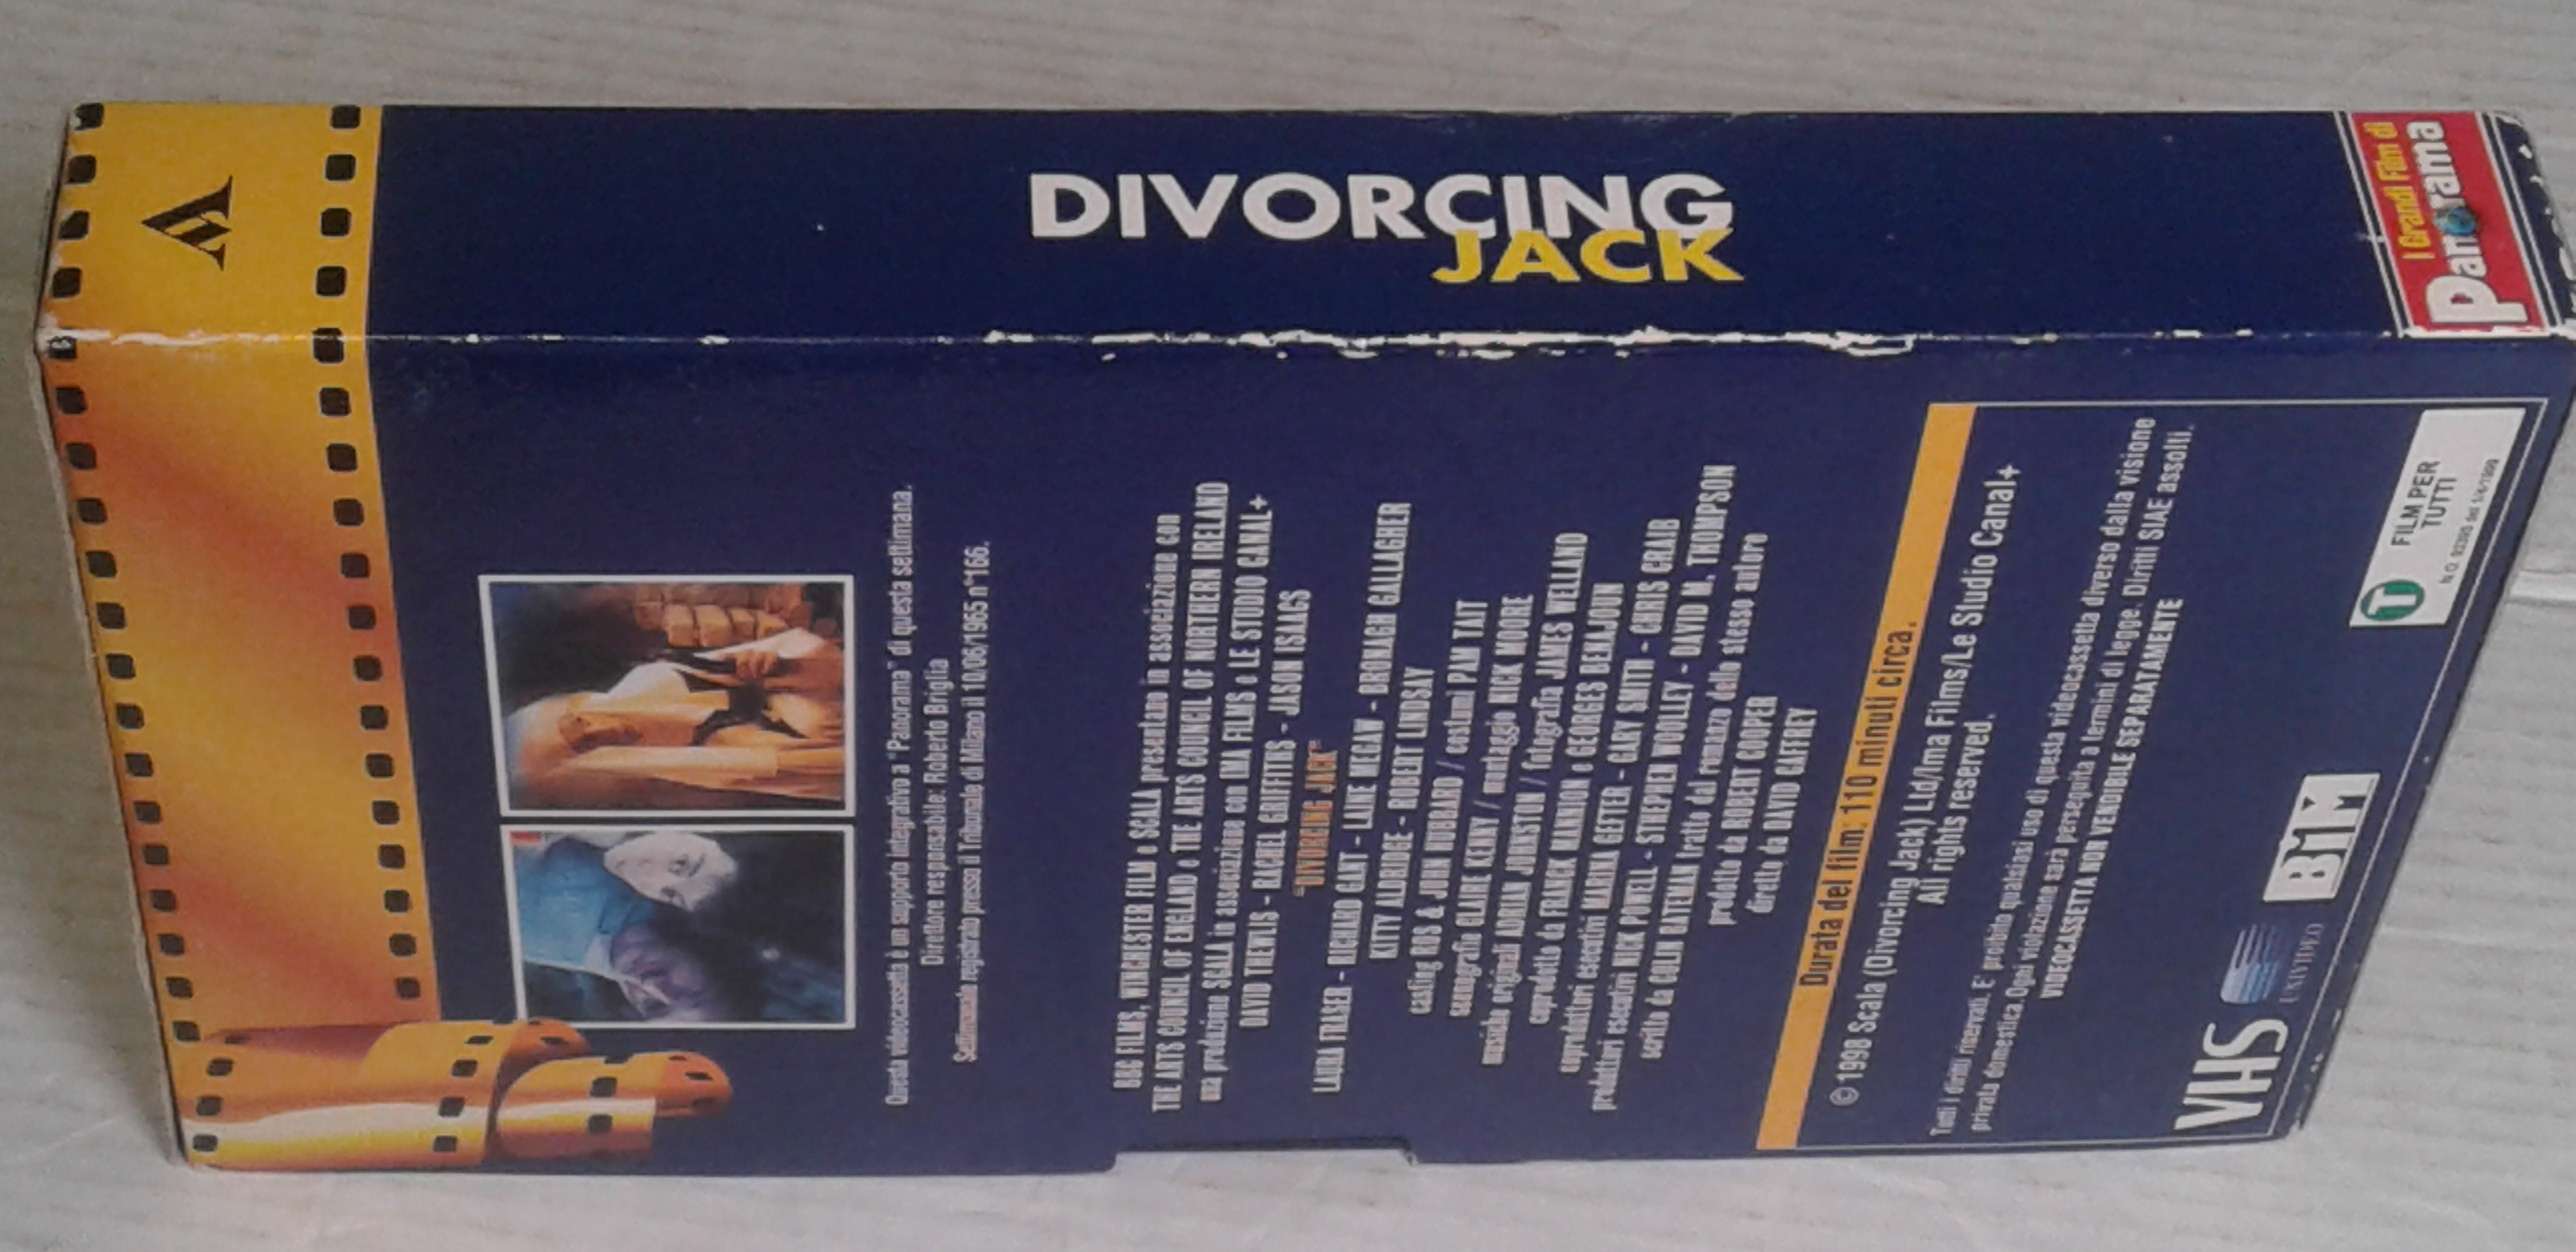 DIVORCING
JACK
I Grandi Film di
Panorama
Questa videocassetta è un supporto integrativo a "Panorama" di questa settimana.
Direttore responsabile: Roberto Briglia
Settimanale registrato presso il Tribunale di Milano il 10/06/1965 n°166.
BBC FILMS, WINCHESTER FILM e SCALA presentano in associazione con
THE ARTS COUNCIL OF ENGLAND e THE ARTS COUNCIL OF NORTHERN IRELAND
una produzione SCALA in associazione con IMA FILMS e LE STUDIO CANAL+
DAVID THEWLIS - RACHEL GRIFFITHS - JASON ISAACS
"DIVORCING JACK"
LAURA FRASER - RICHARD GANT - LAINE MEGAW - BRONAGH GALLAGHER
KITTY ALDRIDGE - ROBERT LINDSAY
casting ROS & JOHN HUBBARD / costumi PAM TAIT
scenografia CLAIRE KENNY / montaggio NICK MOORE
musiche originali ADRIAN JOHNSTON / fotografia JAMES WELLAND
coprodotto da FRANCK MANNION e GEORGES BENAJOUN
coproduttori esecutivi MARINA GEFTER - GARY SMITH - CHRIS CRAIB
produttori esecutivi NICK POWELL - STEPHEN WOOLLEY - DAVID M. THOMPSON
scritto da COLIN BATEMAN tratto dal romanzo dello stesso autore
prodotto da ROBERT COOPER
diretto da DAVID CAFFREY
Durata del film: 110 minuti circa.
© 1998 Scala (Divorcing Jack) Ltd/Ima Films/Le Studio Canal+
All rights reserved.
Tutti i diritti riservati. E' proibito qualsiasi uso di questa videocassetta diverso dalla visione
privata domestica. Ogni violazione sarà perseguita a termini di legge. Diritti SIAE assolti.
VIDEOCASSETTA NON VENDIBILE SEPARATAMENTE
VHS
UNIVIDEO
BIM
T
FILM PER
TUTTI